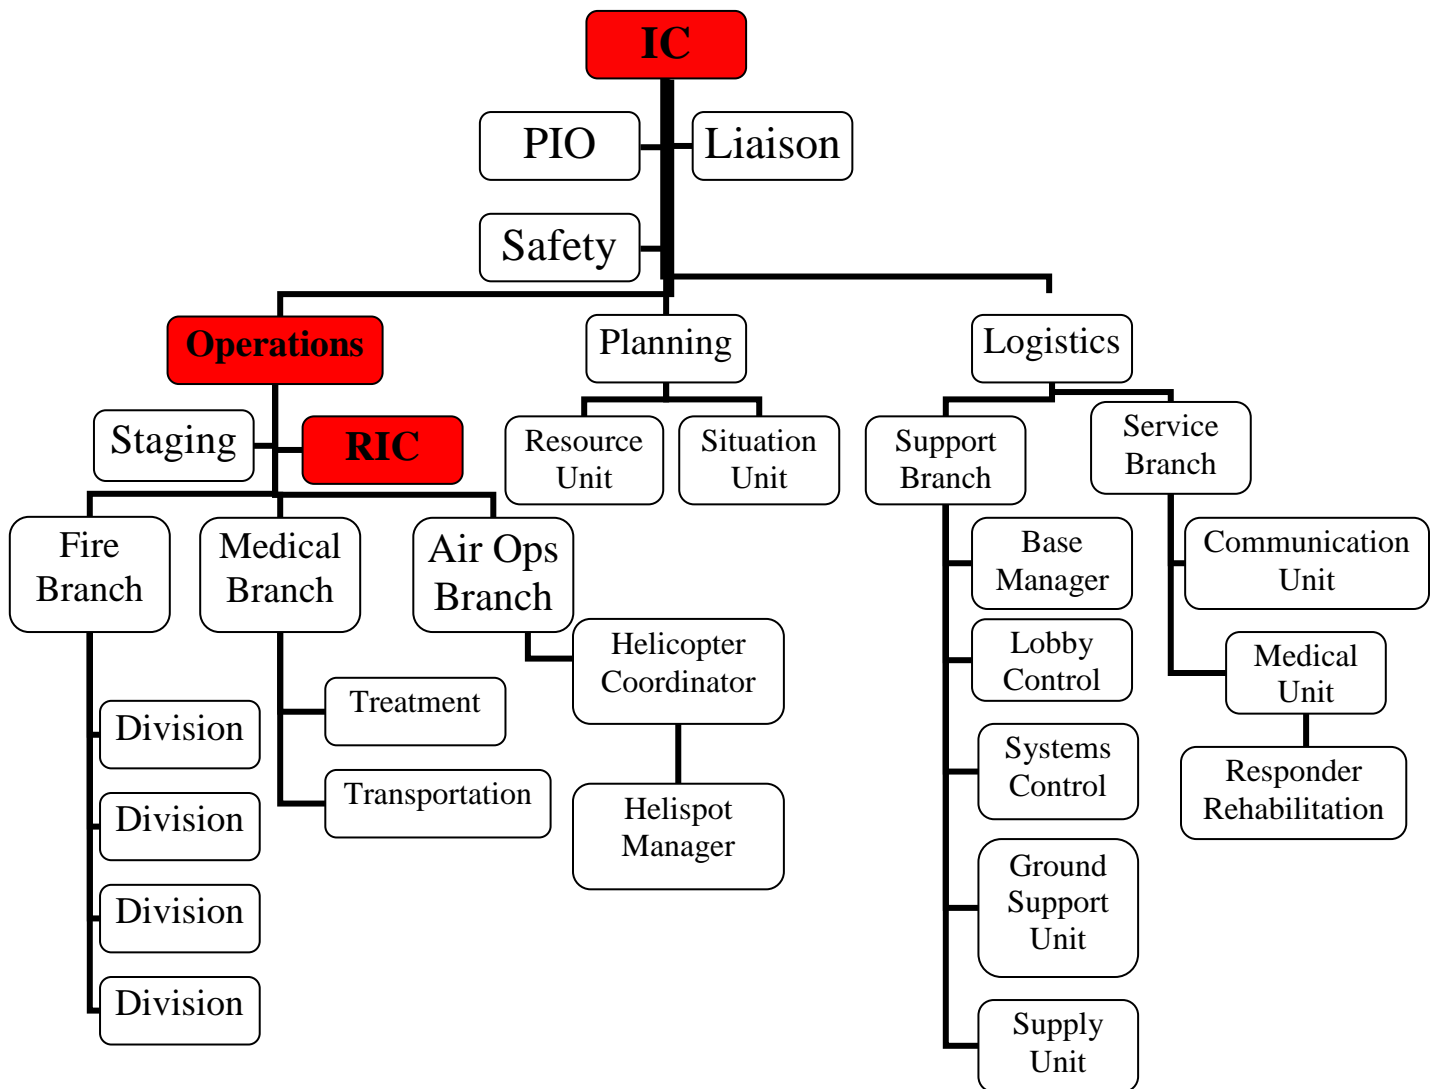 IC
PIO
Liaison
Safety
Operations
Planning
Logistics
Staging
RIC
Resource
Unit
Situation
Unit
Support
Branch
Service
Branch
Fire
Branch
Medical
Branch
Air Ops
Branch
Base
Manager
Communication
Unit
Helicopter
Coordinator
Lobby
Control
Medical
Unit
Treatment
Division
Systems
Control
Responder
Rehabilitation
Transportation
Division
Helispot
Manager
Ground
Support
Unit
Division
Division
Supply
Unit